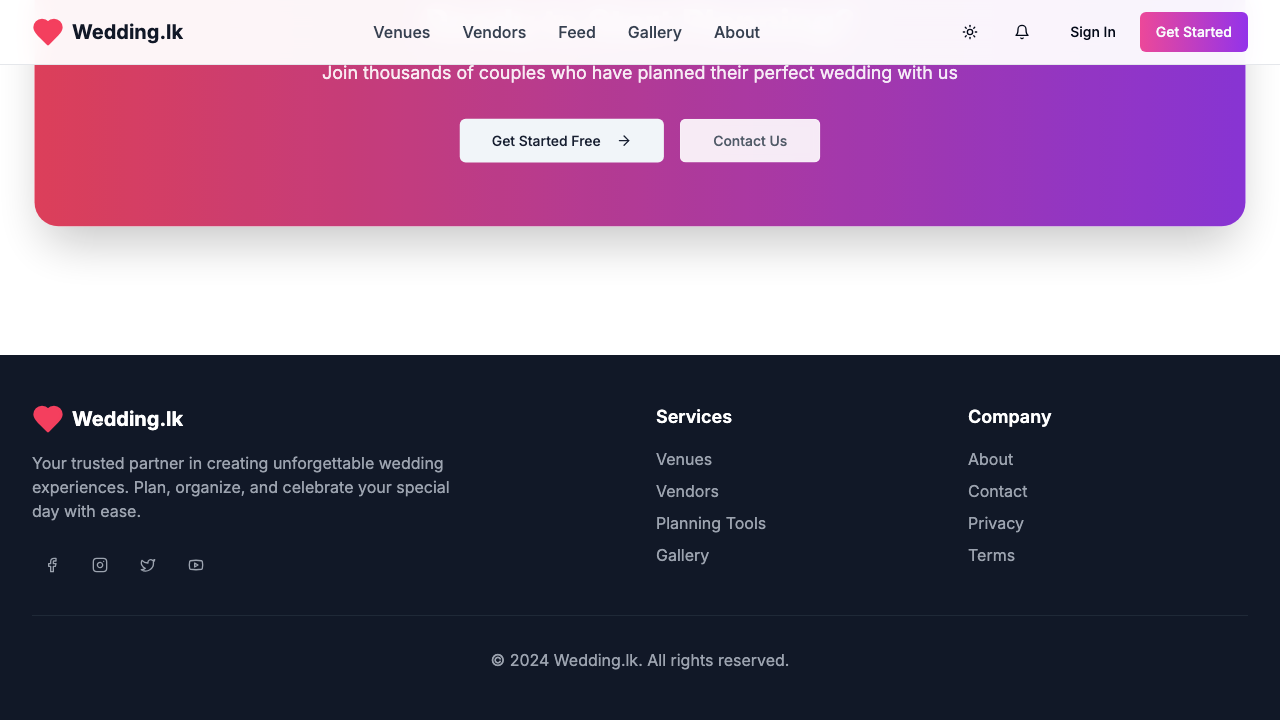 Wedding.lk
Venues
Vendors
Feed
Gallery
About
Sign In
Get Started
Join thousands of couples who have planned their perfect wedding with us
Get Started Free
Contact Us
Wedding.lk
Your trusted partner in creating unforgettable wedding
experiences. Plan, organize, and celebrate your special
day with ease.
Services
Venues
Vendors
Planning Tools
Gallery
Company
About
Contact
Privacy
Terms
© 2024 Wedding.lk. All rights reserved.